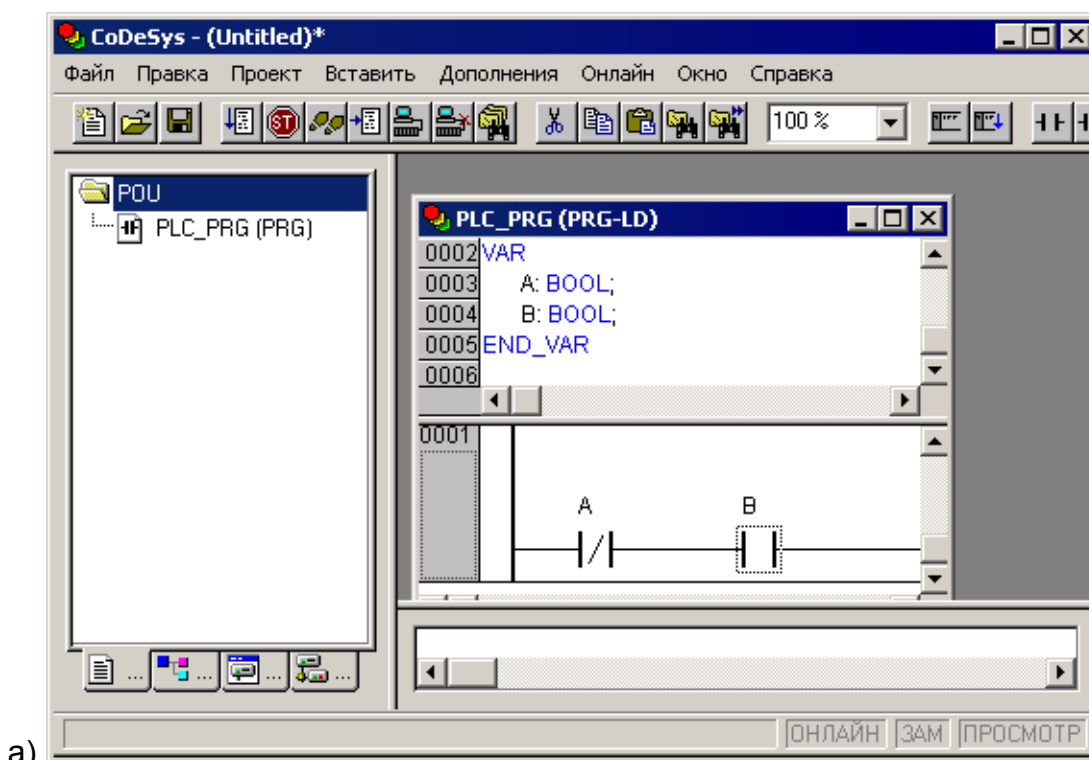 CoDeSys - (Untitled)*
Файл Правка Проект Вставить Дополнения Онлайн Окно Справка
ST 100 %
POU
PLC_PRG (PRG)
PLC_PRG (PRG-LD)
0002 VAR
0003 A: BOOL;
0004 B: BOOL;
0005 END_VAR
0006
0001
A B
... ... ... ...
ОНЛАЙН ЗАМ ПРОСМОТР
а)